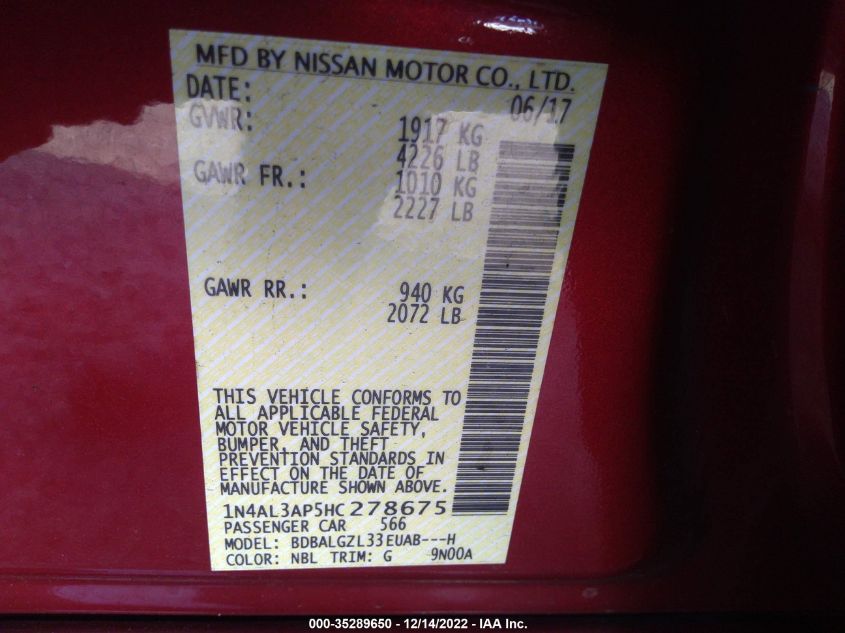 MFD BY NISSAN MOTOR CO., LTD.
DATE: 06/17
GVWR: 1917 KG
4226 LB
GAWR FR.: 1010 KG
2227 LB
GAWR RR.: 940 KG
2072 LB
THIS VEHICLE CONFORMS TO
ALL APPLICABLE FEDERAL
MOTOR VEHICLE SAFETY,
BUMPER, AND THEFT
PREVENTION STANDARDS IN
EFFECT ON THE DATE OF
MANUFACTURE SHOWN ABOVE.
1N4AL3AP5HC278675
PASSENGER CAR 566
MODEL: BDBALGZL33EUAB---H
COLOR: NBL TRIM: G 9N00A
000-35289650 - 12/14/2022 - IAA Inc.